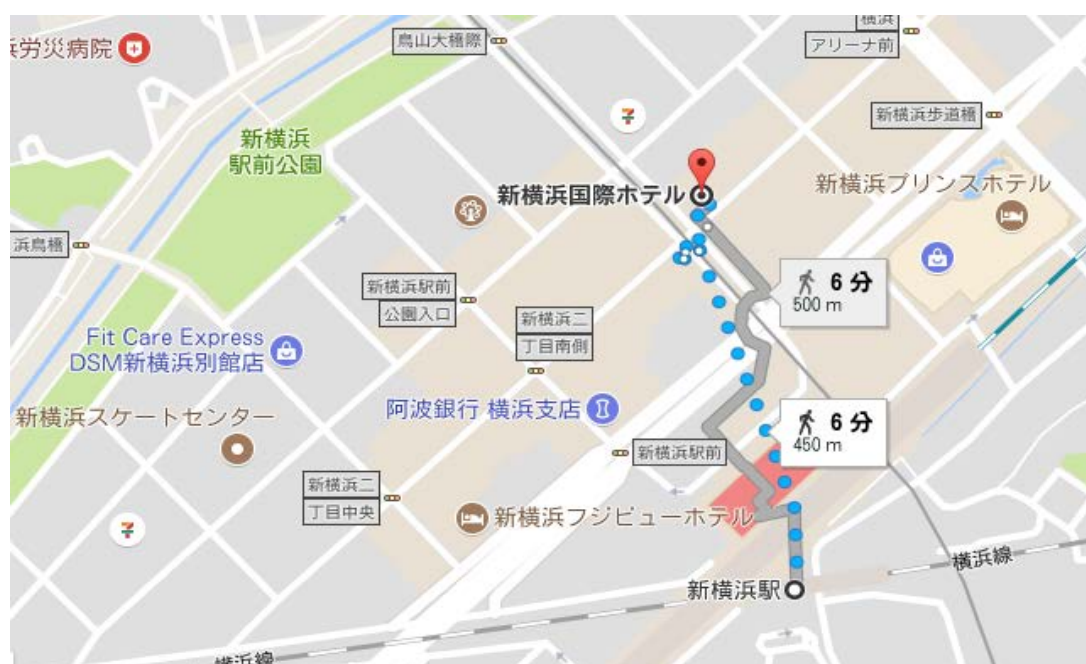 横浜
アリーナ前
鳥山大橋際
浜労災病院
新横浜歩道橋
新横浜
駅前公園
新横浜国際ホテル
新横浜プリンスホテル
浜鳥橋
6 分
500 m
新横浜駅前
公園入口
新横浜二
丁目南側
Fit Care Express
DSM新横浜別館店
阿波銀行 横浜支店
新横浜スケートセンター
6 分
450 m
新横浜駅前
新横浜二
丁目中央
新横浜フジビューホテル
横浜線
新横浜駅
横浜線